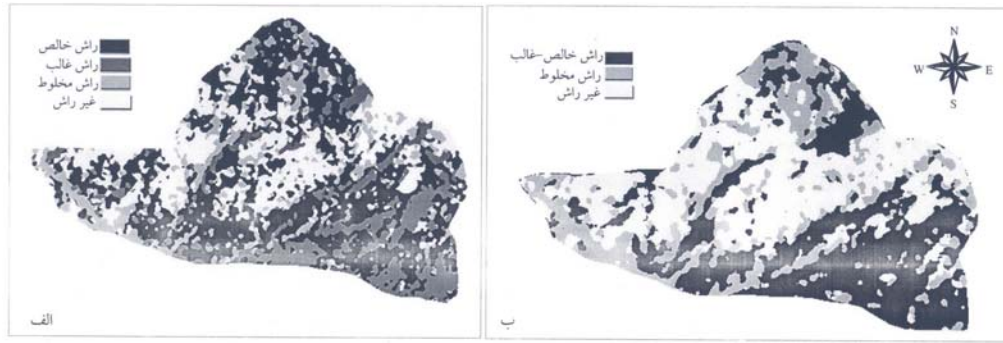 راش خالص
راش غالب
راش مخلوط
غیر راش
الف
راش خالص-غالب
راش مخلوط
غیر راش
N
W
E
S
ب